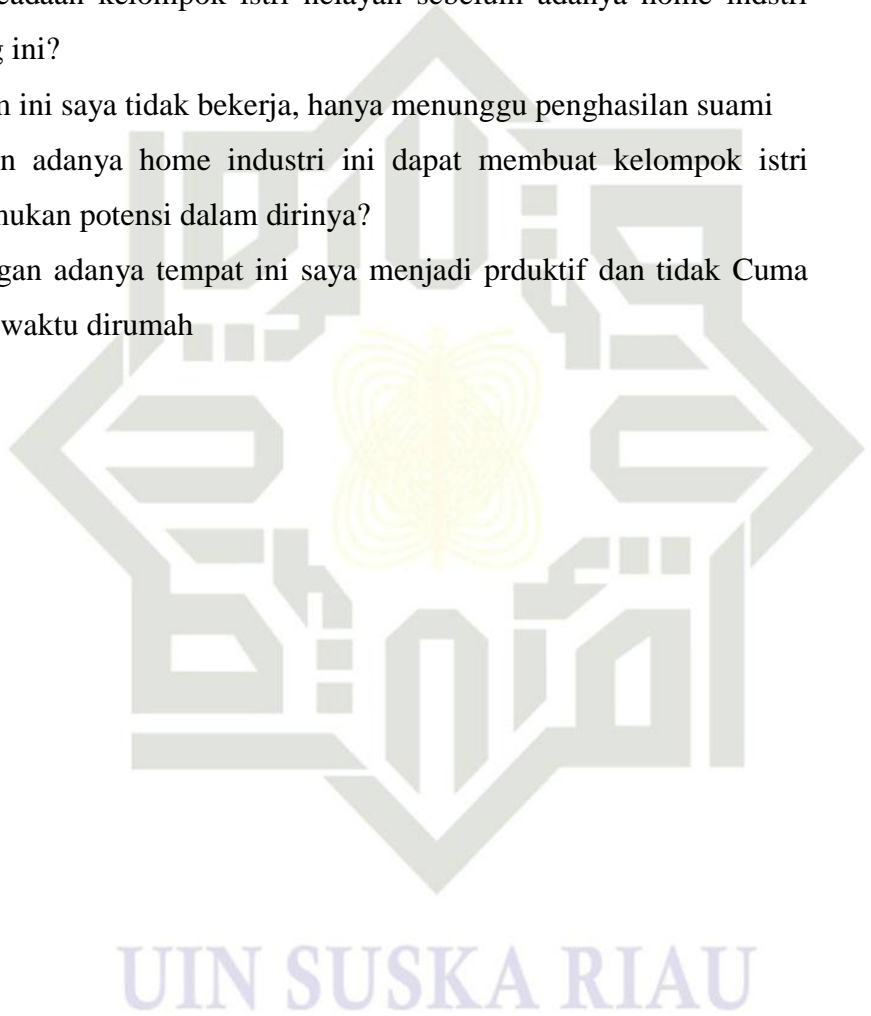 eadaan kelompok istri nelayan sebelum adanya home indstri
g ini?
n ini saya tidak bekerja, hanya menunggu penghasilan suami
n adanya home industri ini dapat membuat kelompok istri
nukan potensi dalam dirinya?
gan adanya tempat ini saya menjadi prduktif dan tidak Cuma
waktu dirumah
UIN SUSKA RIAU